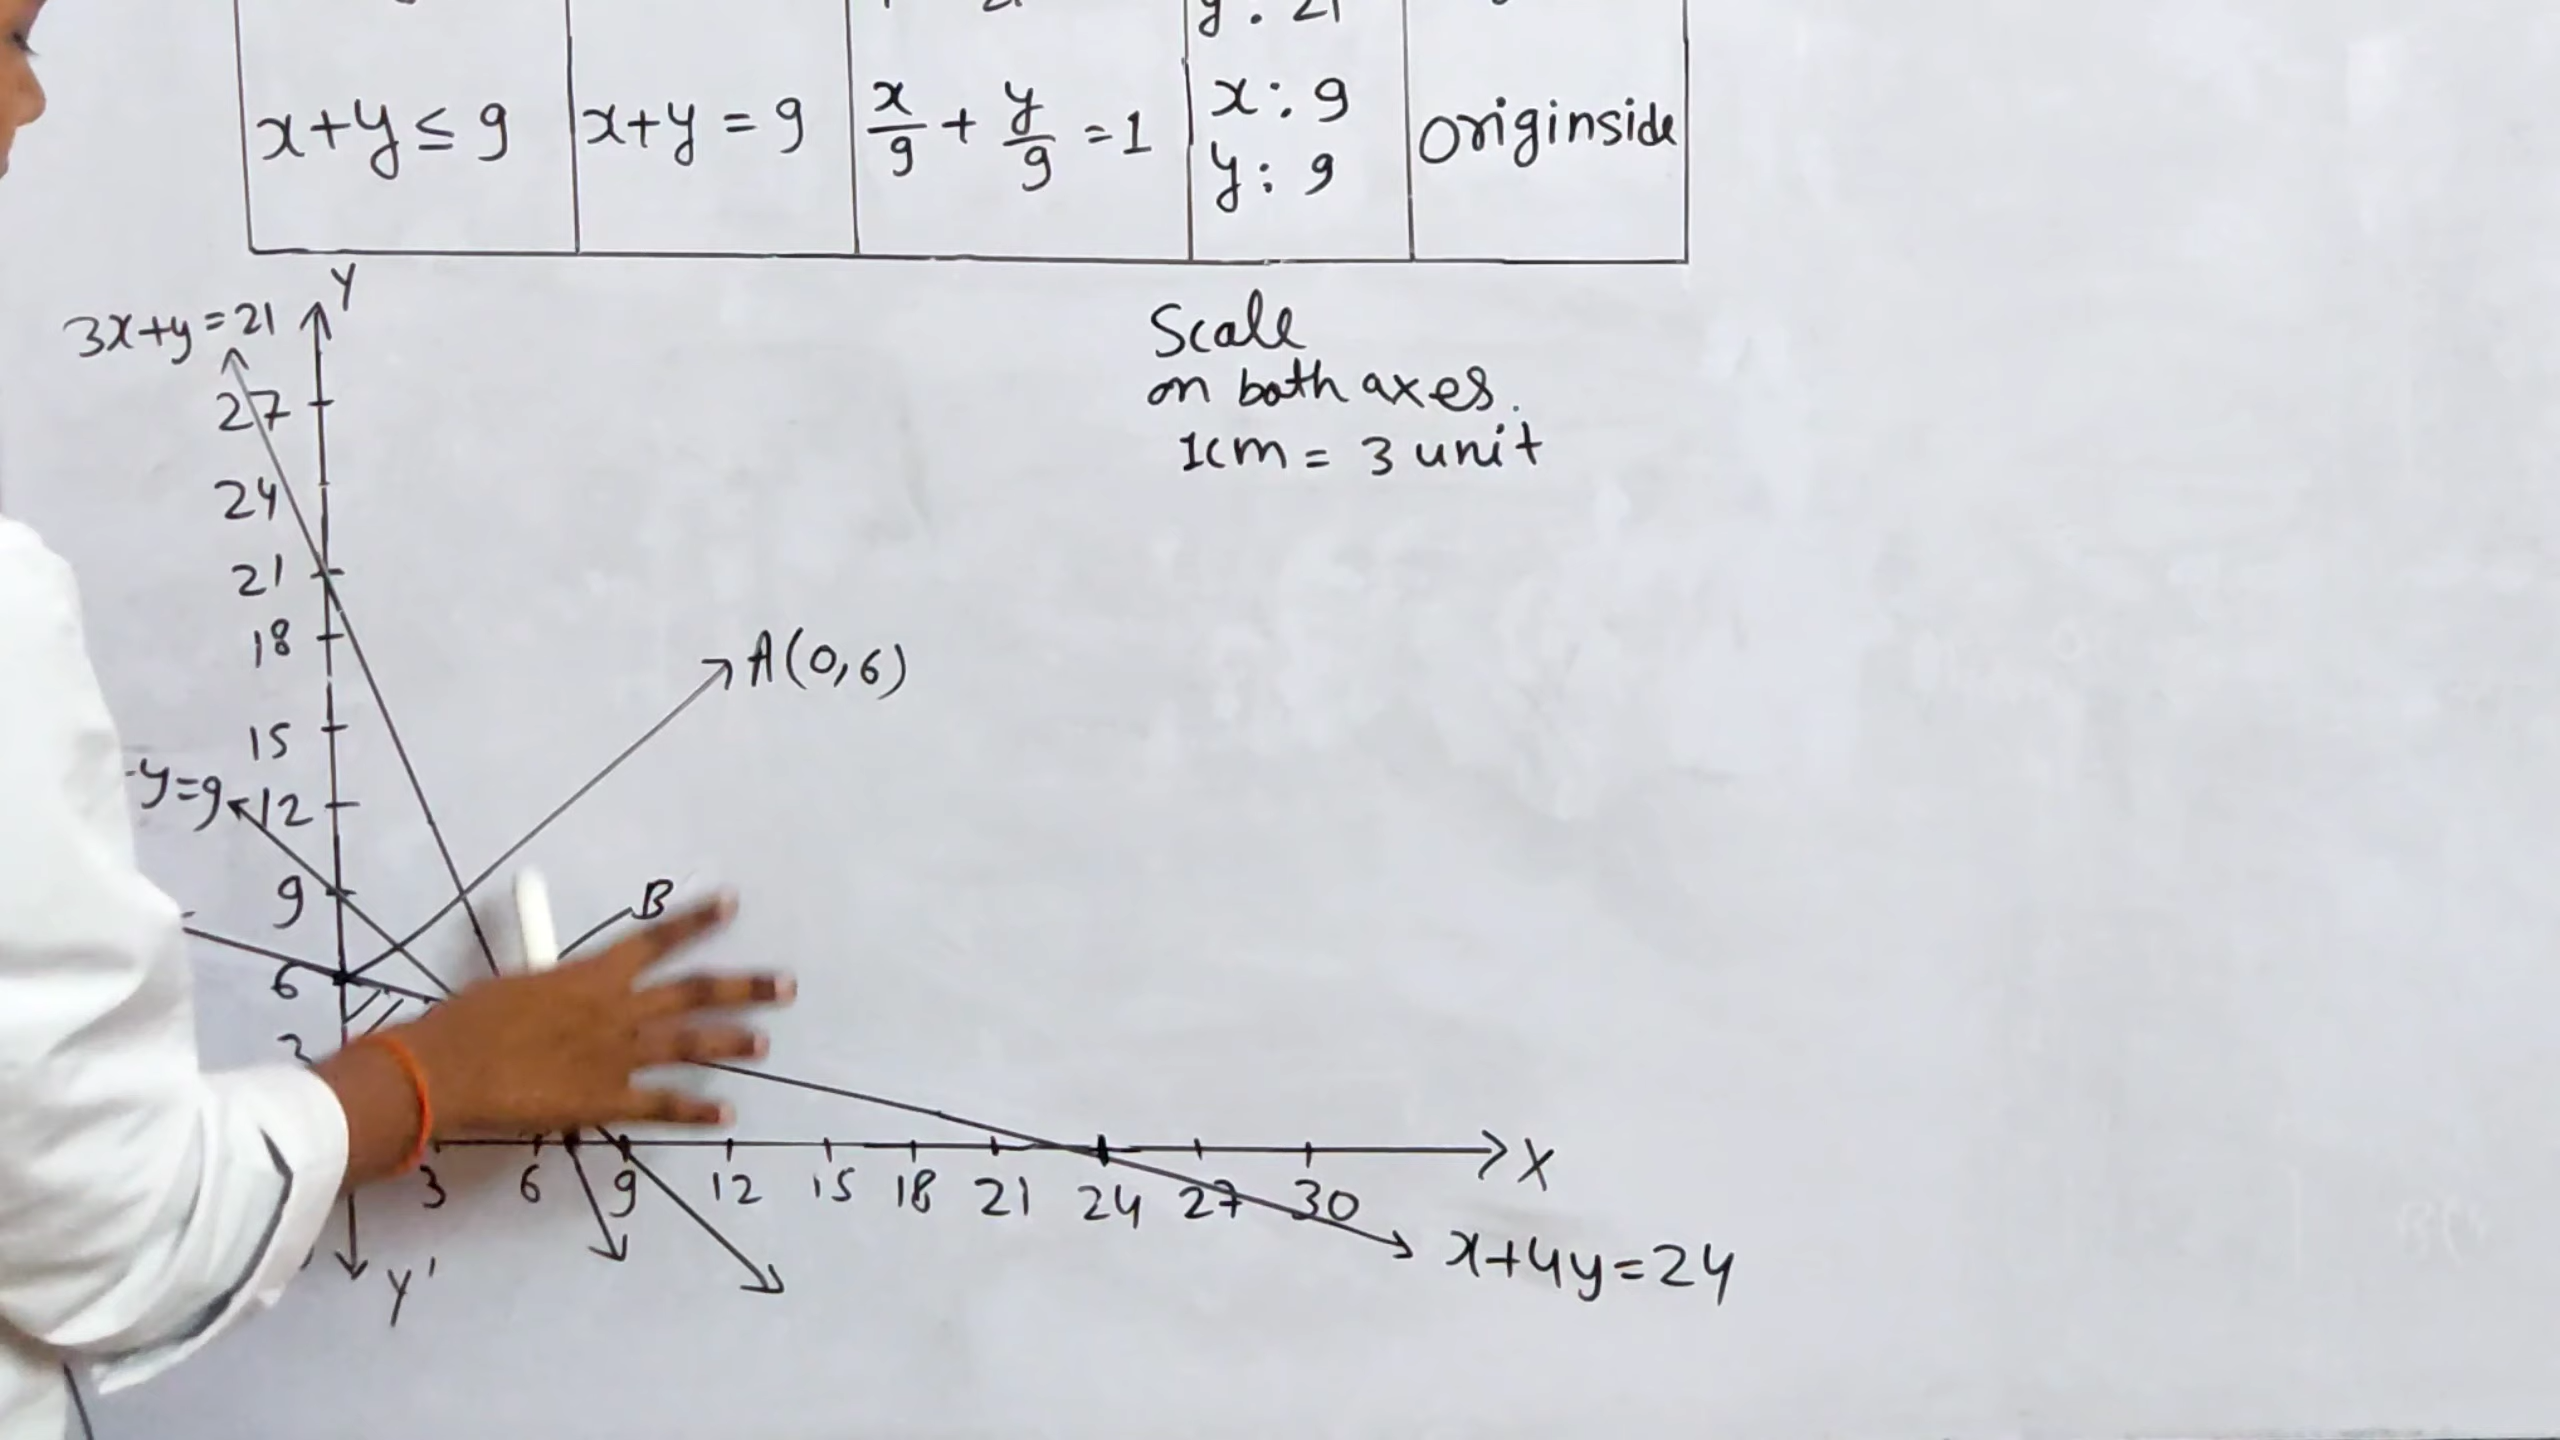 y: 21
x+y ≤ 9
x+y = 9
x/9 + y/9 = 1
x: 9
y: 9
originside
Y
3x+y=21
Scale
on both axes.
1cm = 3 unit
27
24
21
18
A(0,6)
15
-y=9
12
9
B
6
3 6 9 12 15 18 21 24 27 30
X
Y'
x+4y=24